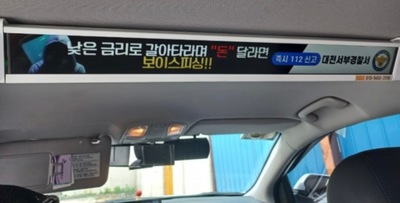 낮은 금리로 갈아타라며 "돈" 달라면
보이스피싱!!
즉시 112 신고
대전서부경찰서